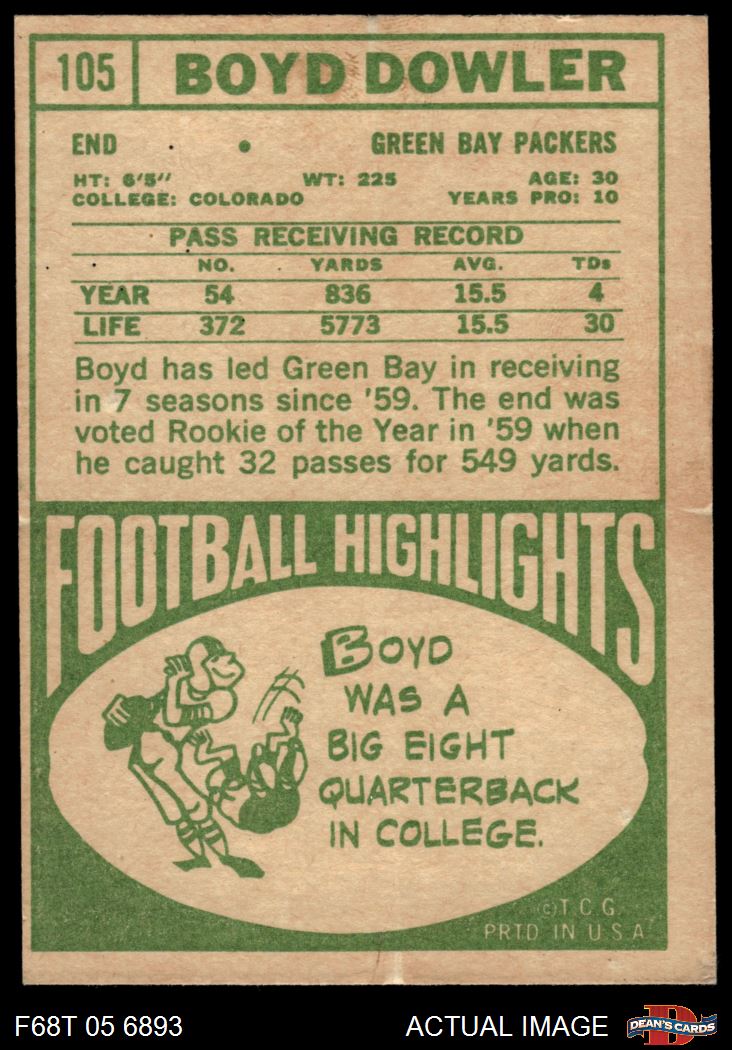 105 BOYD DOWLER
END • GREEN BAY PACKERS
HT: 6'5" WT: 225 AGE: 30
COLLEGE: COLORADO YEARS PRO: 10
PASS RECEIVING RECORD
NO. YARDS AVG. TDs
YEAR 54 836 15.5 4
LIFE 372 5773 15.5 30
Boyd has led Green Bay in receiving
in 7 seasons since '59. The end was
voted Rookie of the Year in '59 when
he caught 32 passes for 549 yards.
FOOTBALL HIGHLIGHTS
BOYD
WAS A
BIG EIGHT
QUARTERBACK
IN COLLEGE.
©T.C.G.
PRTD IN U.S.A
F68T 05 6893 ACTUAL IMAGE DEAN'S CARDS